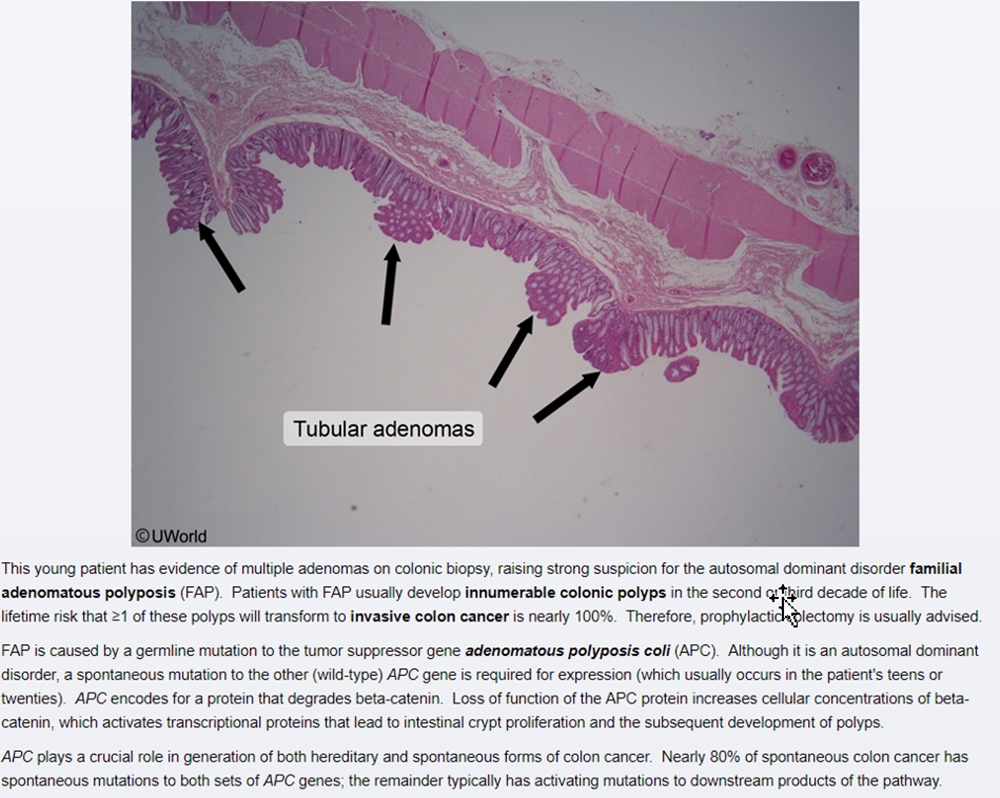 Tubular adenomas
©UWorld
This young patient has evidence of multiple adenomas on colonic biopsy, raising strong suspicion for the autosomal dominant disorder familial
adenomatous polyposis (FAP). Patients with FAP usually develop innumerable colonic polyps in the second or third decade of life. The
lifetime risk that ≥1 of these polyps will transform to invasive colon cancer is nearly 100%. Therefore, prophylactic colectomy is usually advised.
FAP is caused by a germline mutation to the tumor suppressor gene adenomatous polyposis coli (APC). Although it is an autosomal dominant
disorder, a spontaneous mutation to the other (wild-type) APC gene is required for expression (which usually occurs in the patient's teens or
twenties). APC encodes for a protein that degrades beta-catenin. Loss of function of the APC protein increases cellular concentrations of beta-
catenin, which activates transcriptional proteins that lead to intestinal crypt proliferation and the subsequent development of polyps.
APC plays a crucial role in generation of both hereditary and spontaneous forms of colon cancer. Nearly 80% of spontaneous colon cancer has
spontaneous mutations to both sets of APC genes; the remainder typically has activating mutations to downstream products of the pathway.